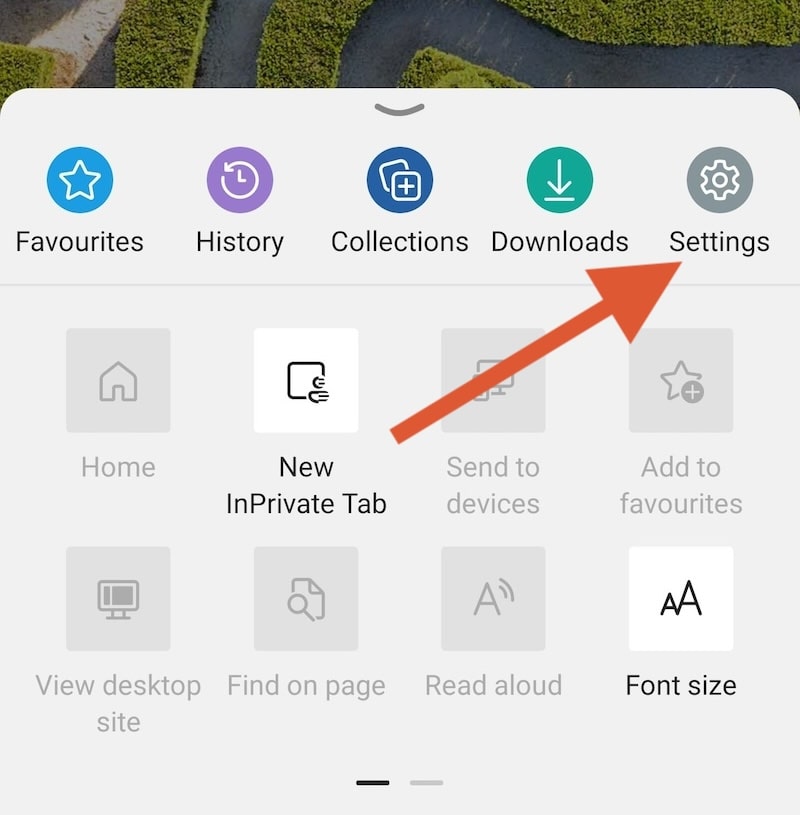 Favourites History Collections Downloads Settings
Home New Send to Add to
InPrivate Tab devices favourites
View desktop Find on page Read aloud Font size
site